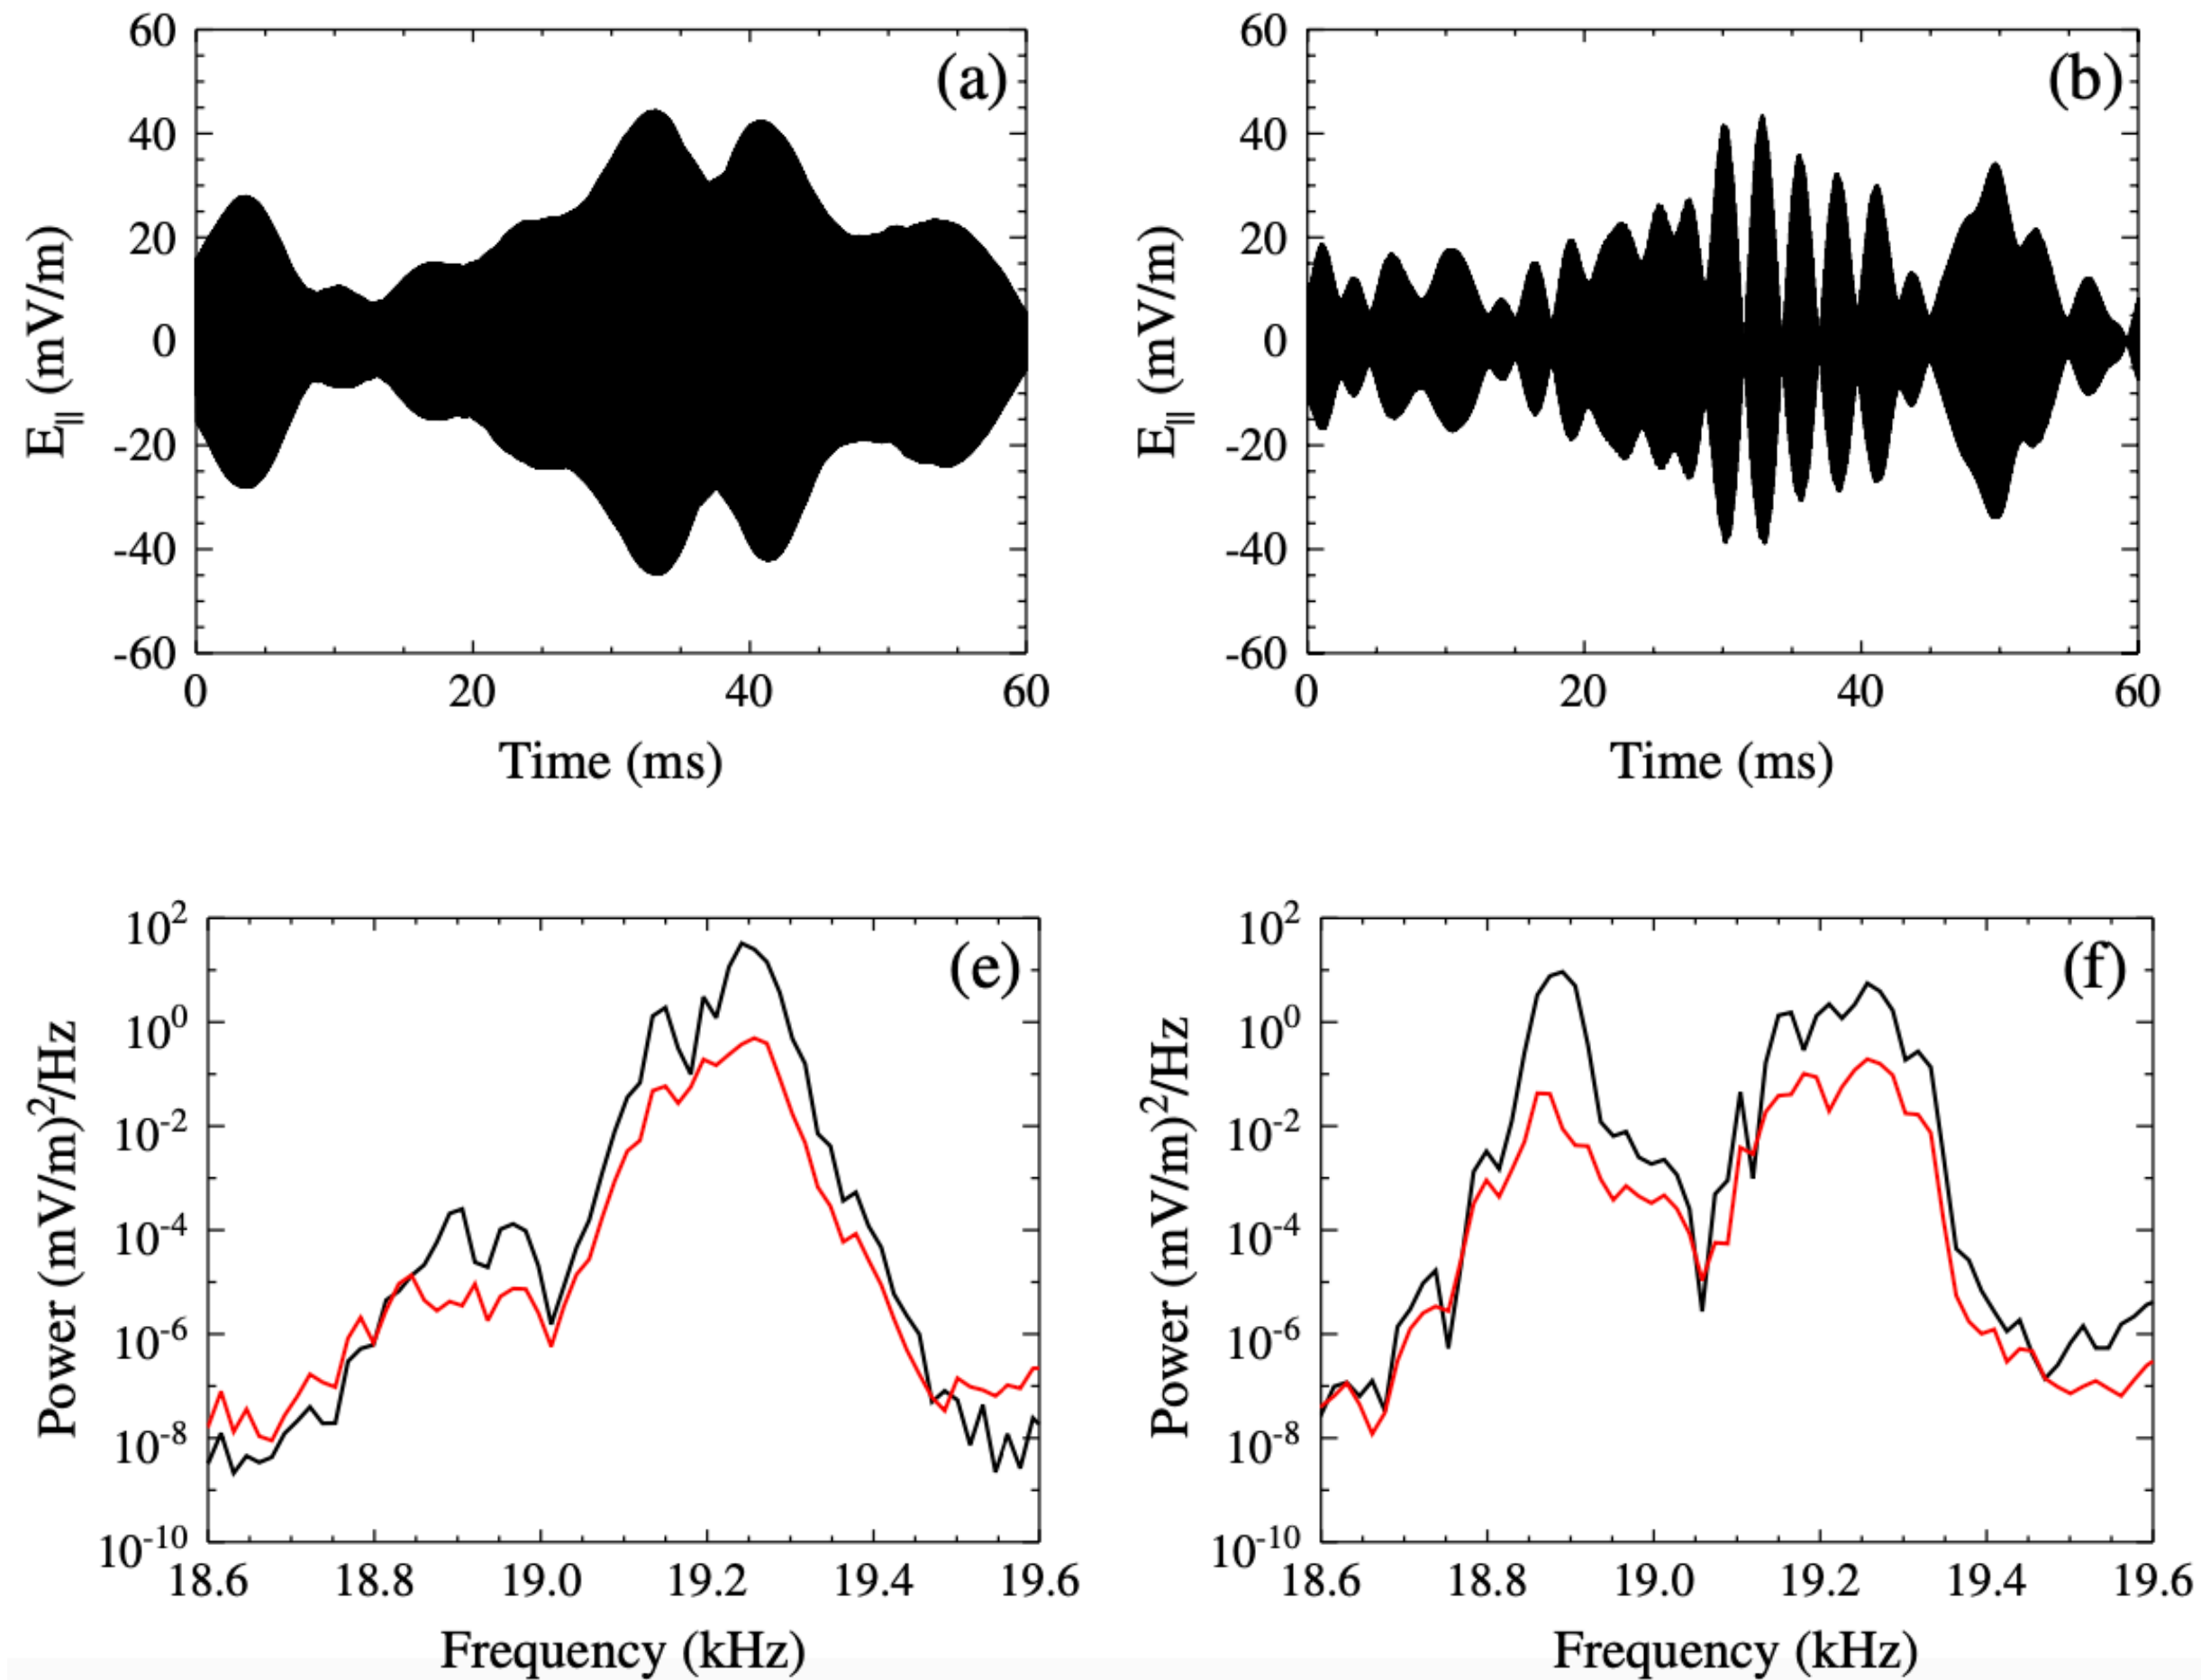 60
40
20
0
-20
-40
-60
E∥ (mV/m)
(a)
0 20 40 60
Time (ms)
60
40
20
0
-20
-40
-60
E∥ (mV/m)
(b)
0 20 40 60
Time (ms)
10²
10⁰
10⁻²
10⁻⁴
10⁻⁶
10⁻⁸
10⁻¹⁰
Power (mV/m)²/Hz
(e)
18.6 18.8 19.0 19.2 19.4 19.6
Frequency (kHz)
10²
10⁰
10⁻²
10⁻⁴
10⁻⁶
10⁻⁸
10⁻¹⁰
Power (mV/m)²/Hz
(f)
18.6 18.8 19.0 19.2 19.4 19.6
Frequency (kHz)